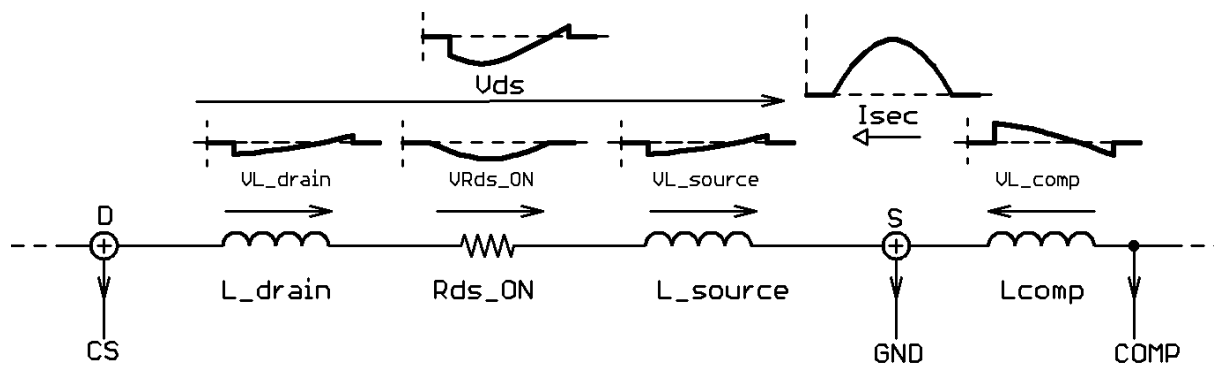 Vds
Isec
VL_drain
VRds_ON
VL_source
VL_comp
D
S
L_drain
Rds_ON
L_source
Lcomp
CS
GND
COMP